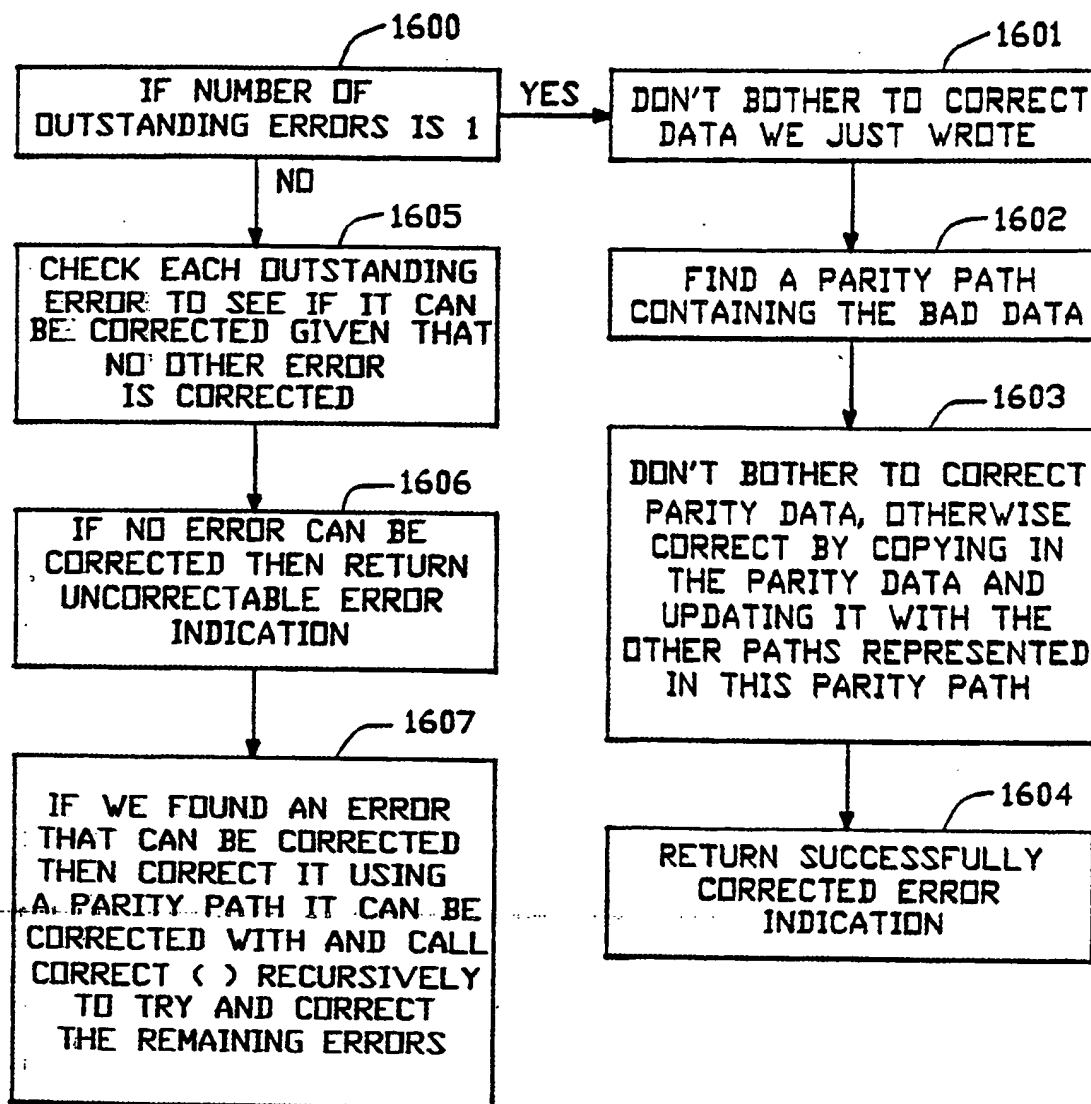 1600
IF NUMBER OF
OUTSTANDING ERRORS IS 1
YES
NO
1601
DON'T BOTHER TO CORRECT
DATA WE JUST WROTE
1602
FIND A PARITY PATH
CONTAINING THE BAD DATA
1603
DON'T BOTHER TO CORRECT
PARITY DATA, OTHERWISE
CORRECT BY COPYING IN
THE PARITY DATA AND
UPDATING IT WITH THE
OTHER PATHS REPRESENTED
IN THIS PARITY PATH
1604
RETURN SUCCESSFULLY
CORRECTED ERROR
INDICATION
1605
CHECK EACH OUTSTANDING
ERROR TO SEE IF IT CAN
BE CORRECTED GIVEN THAT
NO OTHER ERROR
IS CORRECTED
1606
IF NO ERROR CAN BE
CORRECTED THEN RETURN
UNCORRECTABLE ERROR
INDICATION
1607
IF WE FOUND AN ERROR
THAT CAN BE CORRECTED
THEN CORRECT IT USING
A PARITY PATH IT CAN BE
CORRECTED WITH AND CALL
CORRECT ( ) RECURSIVELY
TO TRY AND CORRECT
THE REMAINING ERRORS